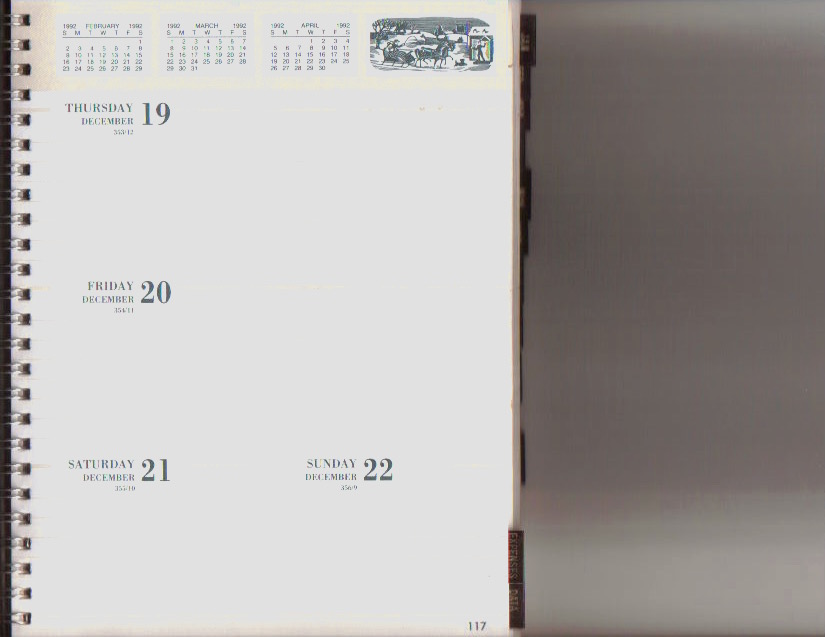 1992 FEBRUARY 1992
S M T W T F S
1
2 3 4 5 6 7 8
9 10 11 12 13 14 15
16 17 18 19 20 21 22
23 24 25 26 27 28 29
1992 MARCH 1992
S M T W T F S
1 2 3 4 5 6 7
8 9 10 11 12 13 14
15 16 17 18 19 20 21
22 23 24 25 26 27 28
29 30 31
1992 APRIL 1992
S M T W T F S
1 2 3 4
5 6 7 8 9 10 11
12 13 14 15 16 17 18
19 20 21 22 23 24 25
26 27 28 29 30
THURSDAY 19
DECEMBER
353/12
FRIDAY 20
DECEMBER
354/11
SATURDAY 21
DECEMBER
355/10
SUNDAY 22
DECEMBER
356/9
EXPENSES
DATA
117